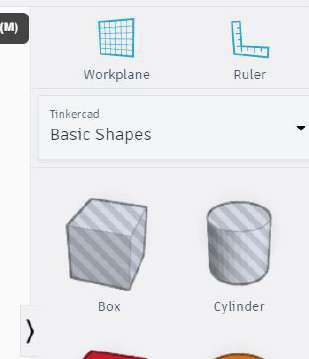 (M)
Workplane Ruler
Tinkercad
Basic Shapes
Box Cylinder